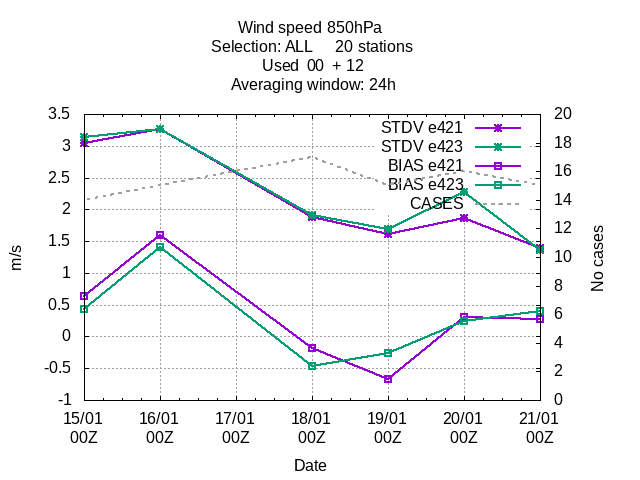 Wind speed 850hPa
Selection: ALL 20 stations
Used 00 + 12
Averaging window: 24h
3.5
3
2.5
2
1.5
1
0.5
0
-0.5
-1
m/s
20
18
16
14
12
10
8
6
4
2
0
No cases
STDV e421
STDV e423
BIAS e421
BIAS e423
CASES
15/01 16/01 17/01 18/01 19/01 20/01 21/01
00Z 00Z 00Z 00Z 00Z 00Z 00Z
Date